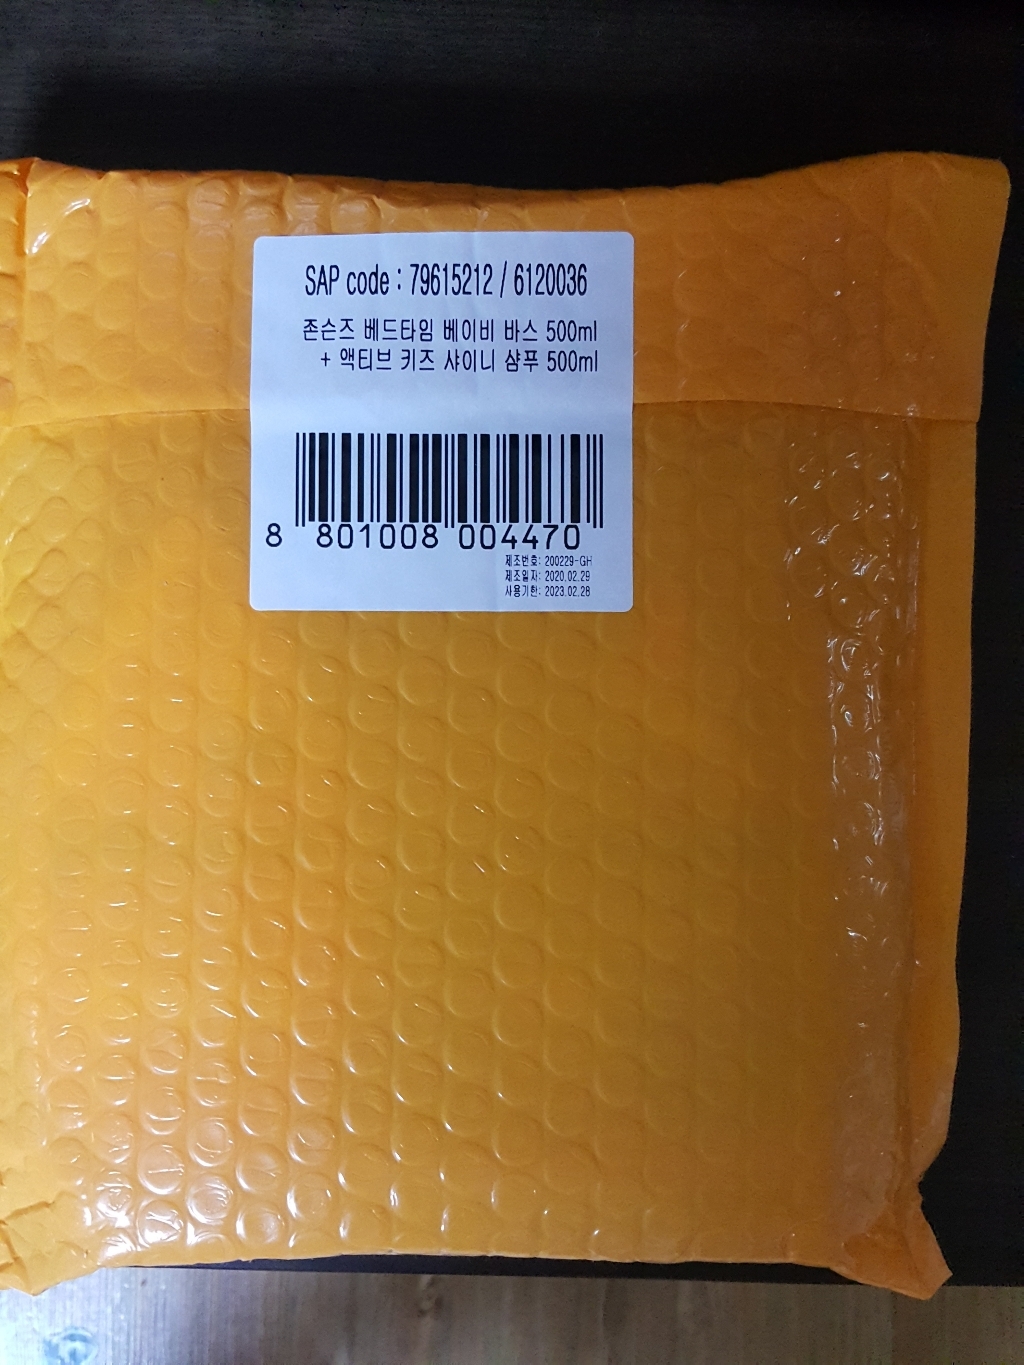 SAP code : 79615212 / 6120036
존슨즈 베드타임 베이비 바스 500ml
+ 액티브 키즈 샤이니 샴푸 500ml
8 801008 004470
제조번호: 200229-GH
제조일자: 2020.02.29
사용기한: 2023.02.28